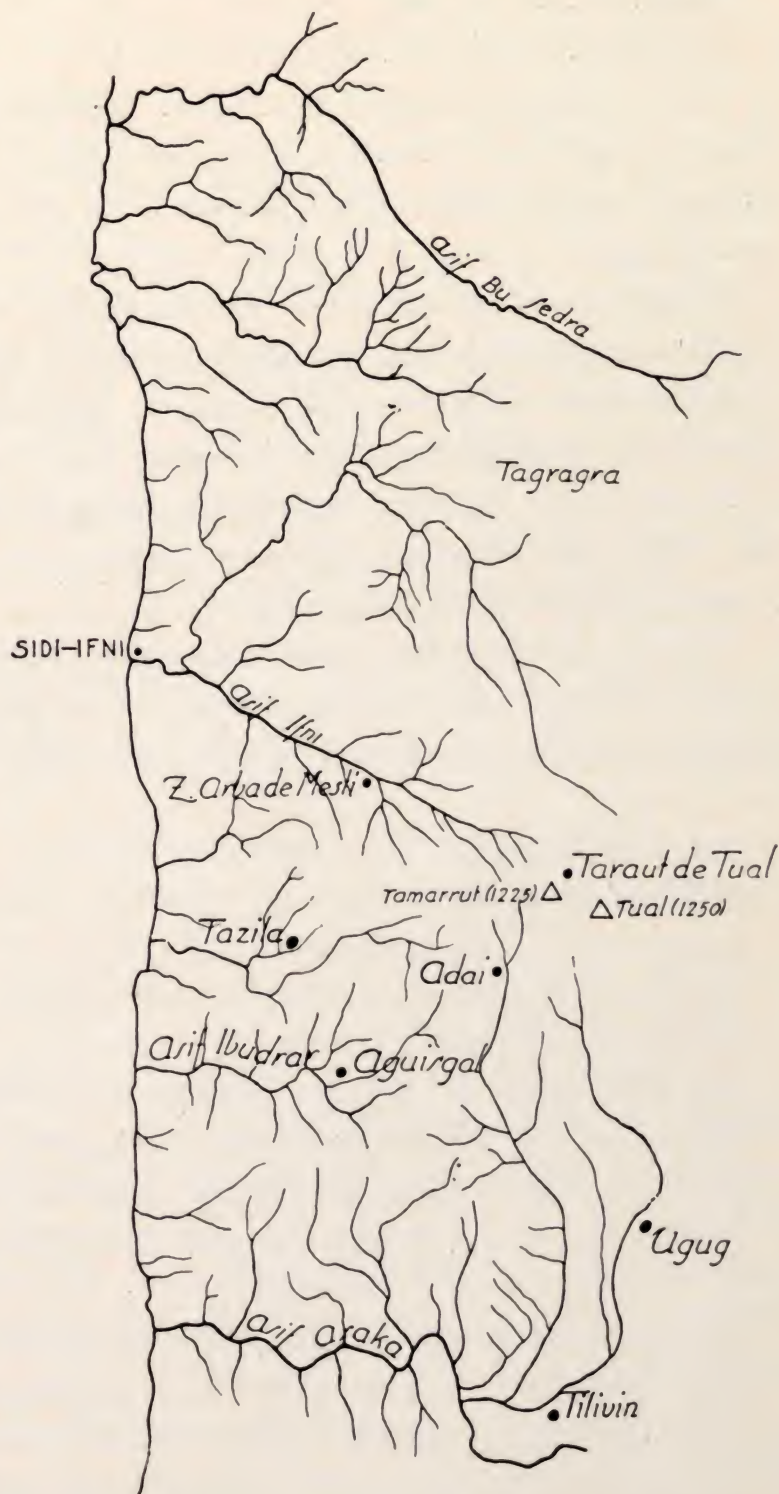 asif Bu sedra
Tagragra
SIDI-IFNI
asif Ifni
Z. Arba de Mesti
Taraut de Tual
Tamarrut (1225)
Tual (1250)
Tazila
Adai
Asif Ibudrar
Aguisgal
Ugug
asif Asaka
Tilivin